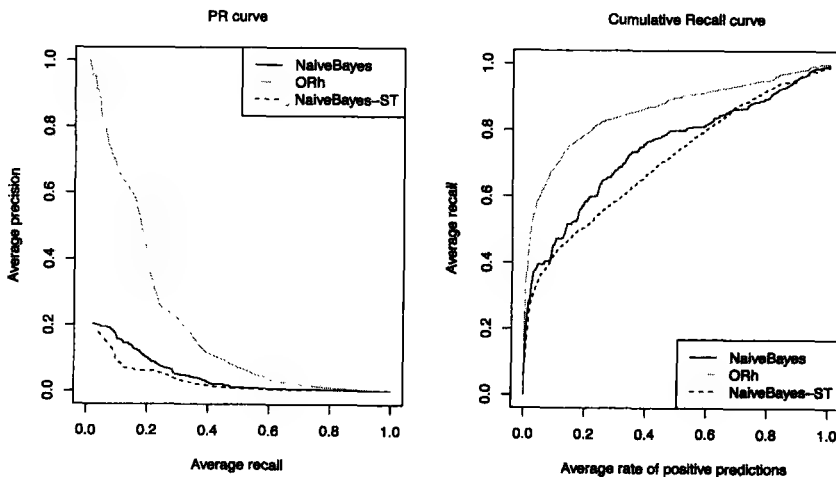 PR curve
NaiveBayes
ORh
NaiveBayes-ST
Average precision
0.0
0.2
0.4
0.6
0.8
1.0
0.0 0.2 0.4 0.6 0.8 1.0
Average recall
Cumulative Recall curve
NaiveBayes
ORh
NaiveBayes-ST
Average recall
0.0
0.2
0.4
0.6
0.8
1.0
0.0 0.2 0.4 0.6 0.8 1.0
Average rate of positive predictions